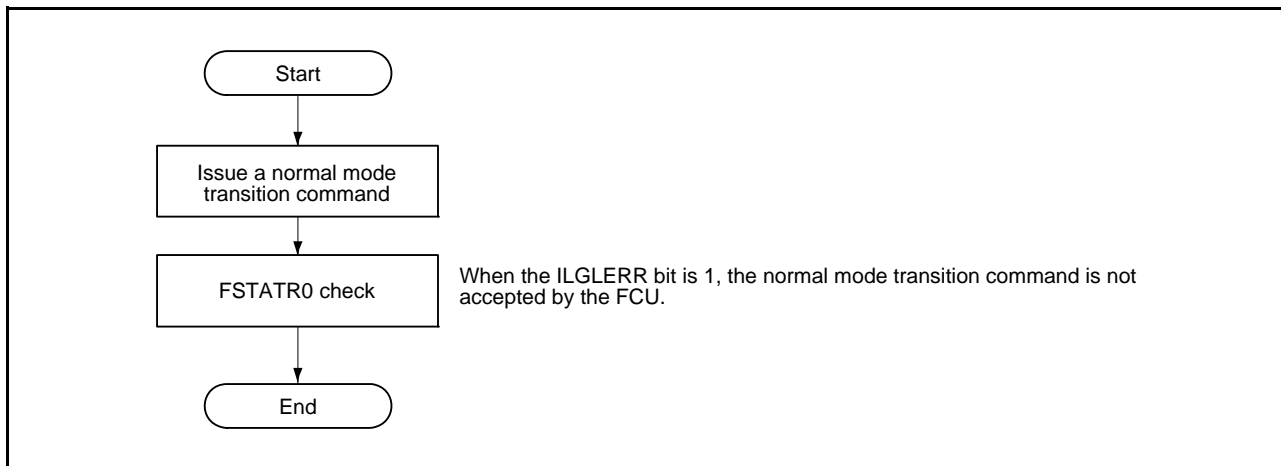 Start
Issue a normal mode
transition command
FSTATR0 check
When the ILGLERR bit is 1, the normal mode transition command is not
accepted by the FCU.
End